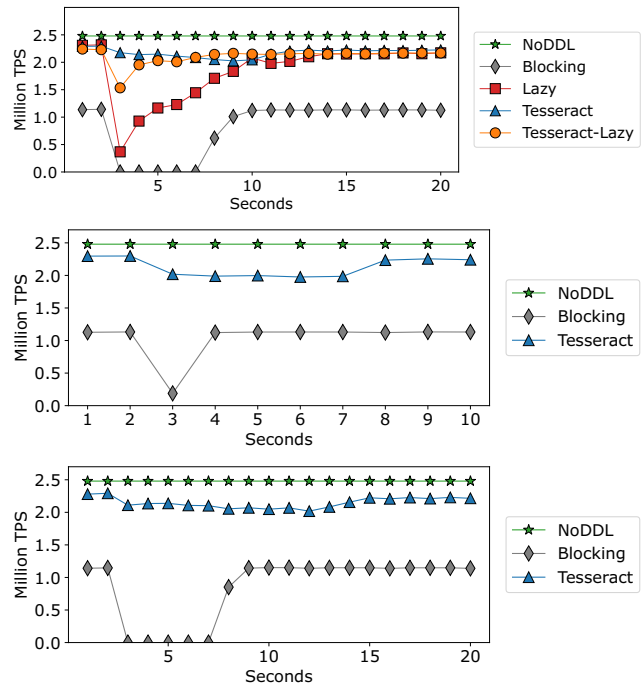 2.5
2.0
1.5
1.0
0.5
0.0
Million TPS
5
10
15
20
Seconds
NoDDL
Blocking
Lazy
Tesseract
Tesseract-Lazy
2.5
2.0
1.5
1.0
0.5
0.0
Million TPS
1
2
3
4
5
6
7
8
9
10
Seconds
NoDDL
Blocking
Tesseract
2.5
2.0
1.5
1.0
0.5
0.0
Million TPS
5
10
15
20
Seconds
NoDDL
Blocking
Tesseract